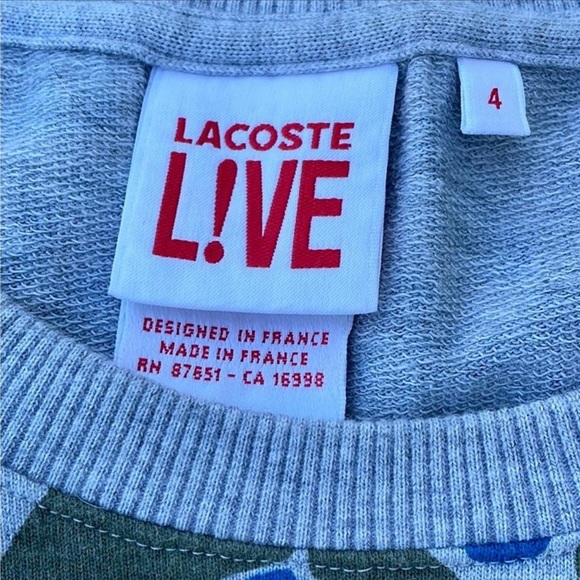 LACOSTE
L!VE
4
DESIGNED IN FRANCE
MADE IN FRANCE
RN 87651 - CA 16998